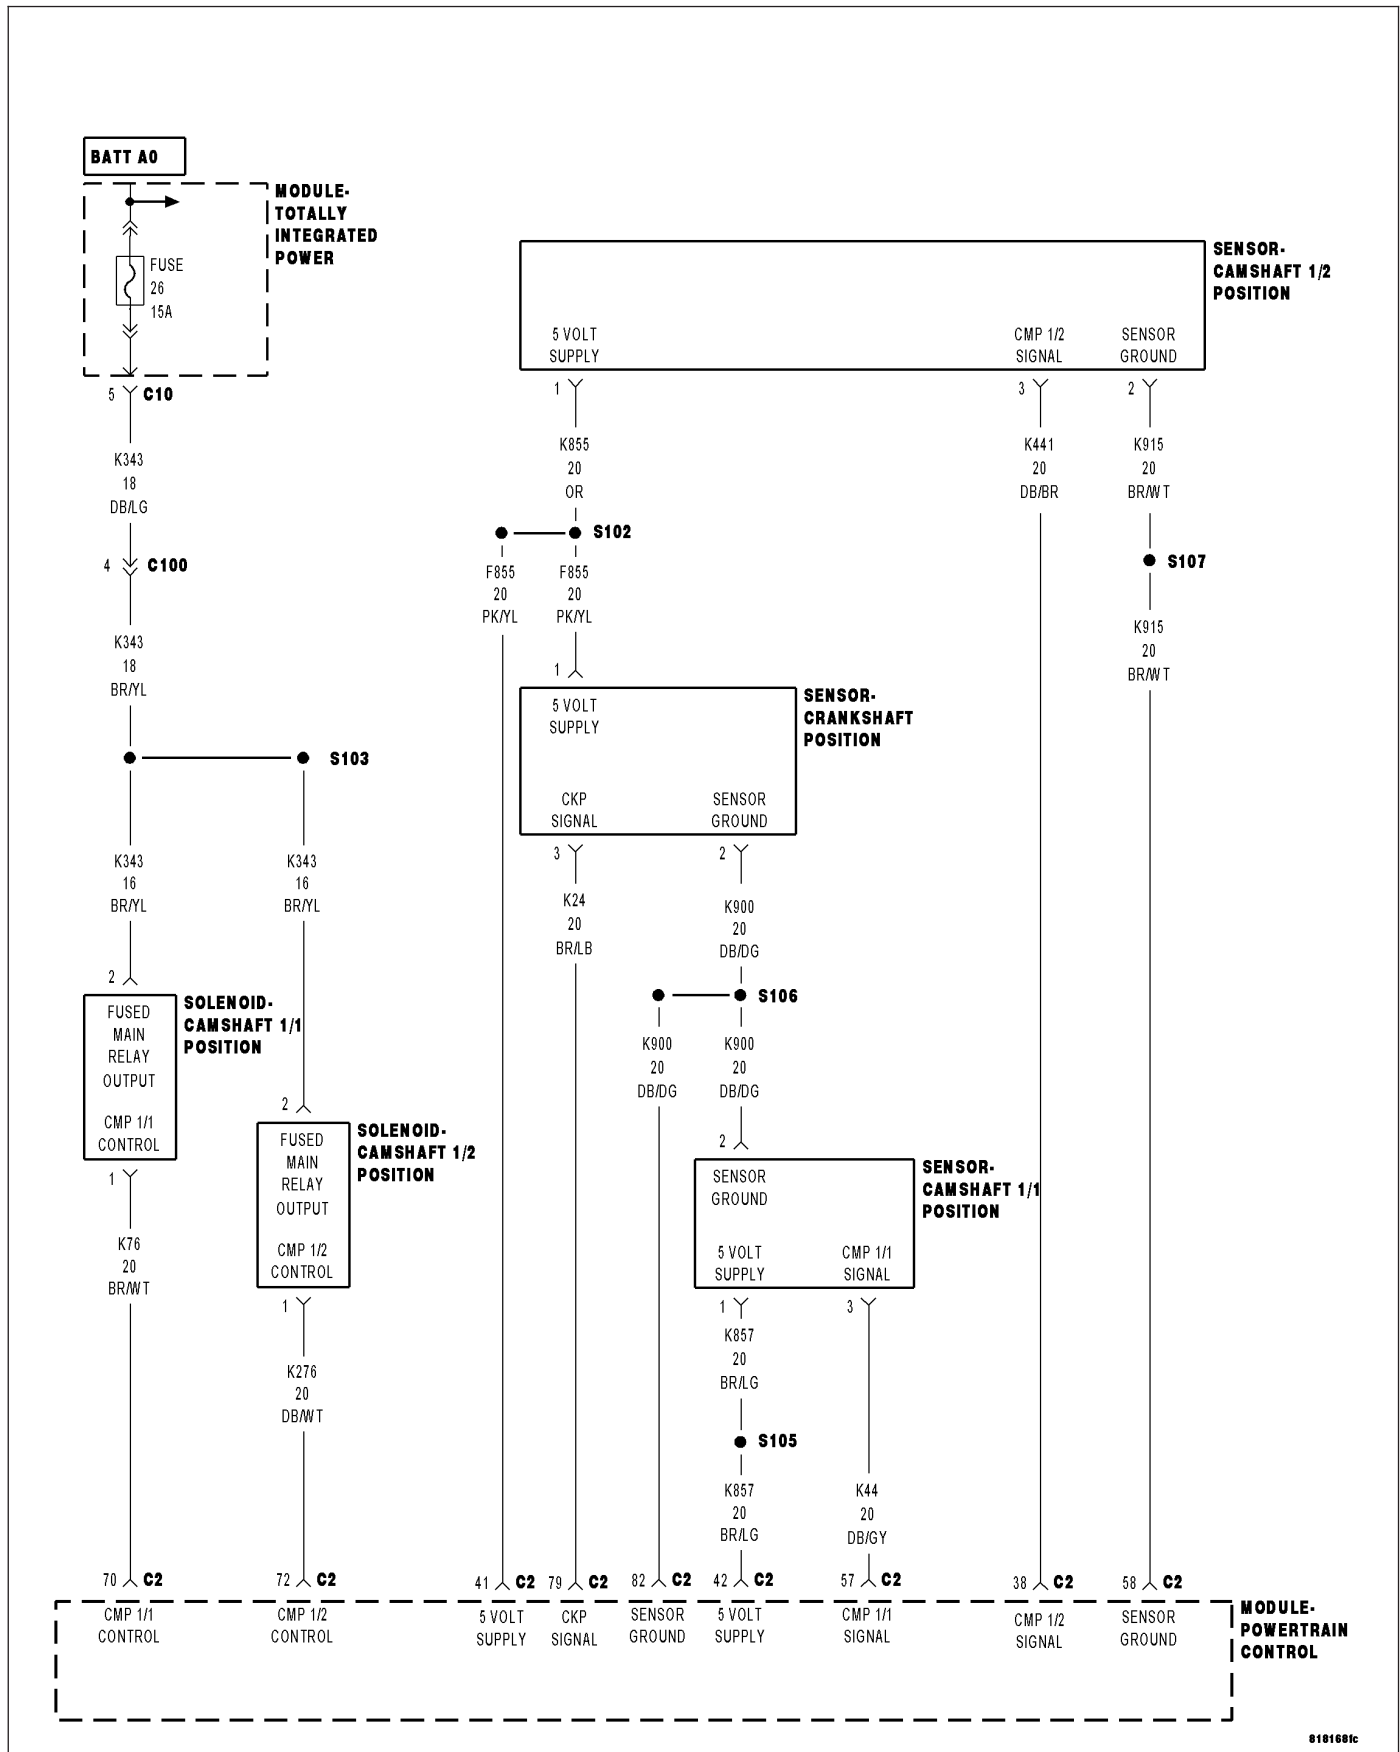 BATT A0
MODULE-
TOTALLY
INTEGRATED
POWER
FUSE
26
15A
5 C10
K343
18
DB/LG
4 C100
K343
18
BR/YL
S103
K343
16
BR/YL
K343
16
BR/YL
2
FUSED
MAIN
RELAY
OUTPUT
CMP 1/1
CONTROL
SOLENOID-
CAMSHAFT 1/1
POSITION
1
K76
20
BR/WT
2
FUSED
MAIN
RELAY
OUTPUT
CMP 1/2
CONTROL
SOLENOID-
CAMSHAFT 1/2
POSITION
1
K276
20
DB/WT
SENSOR-
CAMSHAFT 1/2
POSITION
5 VOLT
SUPPLY
CMP 1/2
SIGNAL
SENSOR
GROUND
1
3
2
K855
20
OR
K441
20
DB/BR
K915
20
BR/WT
S102
S107
F855
20
PK/YL
F855
20
PK/YL
K915
20
BR/WT
1
5 VOLT
SUPPLY
SENSOR-
CRANKSHAFT
POSITION
CKP
SIGNAL
SENSOR
GROUND
3
2
K24
20
BR/LB
K900
20
DB/DG
S106
K900
20
DB/DG
K900
20
DB/DG
2
SENSOR
GROUND
SENSOR-
CAMSHAFT 1/1
POSITION
5 VOLT
SUPPLY
CMP 1/1
SIGNAL
1
3
K857
20
BR/LG
S105
K857
20
BR/LG
K44
20
DB/GY
70 C2
72 C2
41 C2
79 C2
82 C2
42 C2
57 C2
38 C2
58 C2
CMP 1/1
CONTROL
CMP 1/2
CONTROL
5 VOLT
SUPPLY
CKP
SIGNAL
SENSOR
GROUND
5 VOLT
SUPPLY
CMP 1/1
SIGNAL
CMP 1/2
SIGNAL
SENSOR
GROUND
MODULE-
POWERTRAIN
CONTROL
818168fc